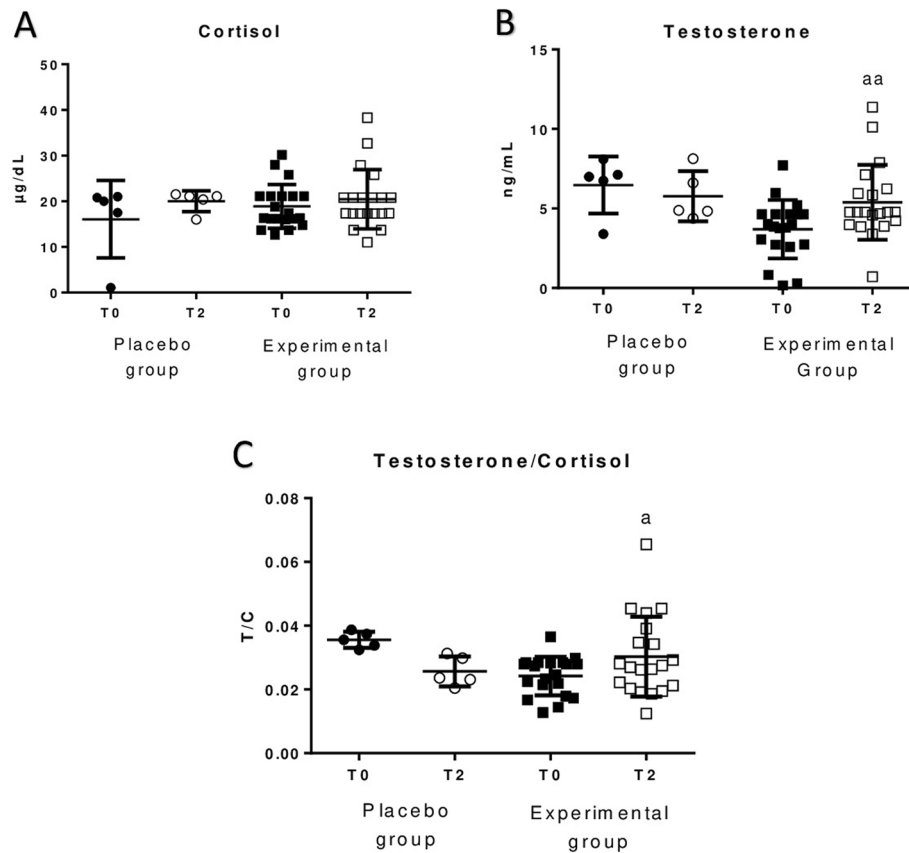 A
Cortisol
50
40
30
20
10
0
µg/dL
T0 T2 T0 T2
Placebo group
Experimental group
B
Testosterone
15
10
5
0
ng/mL
aa
T0 T2 T0 T2
Placebo group
Experimental Group
C
Testosterone/Cortisol
0.08
0.06
0.04
0.02
0.00
T/C
a
T0 T2 T0 T2
Placebo group
Experimental group